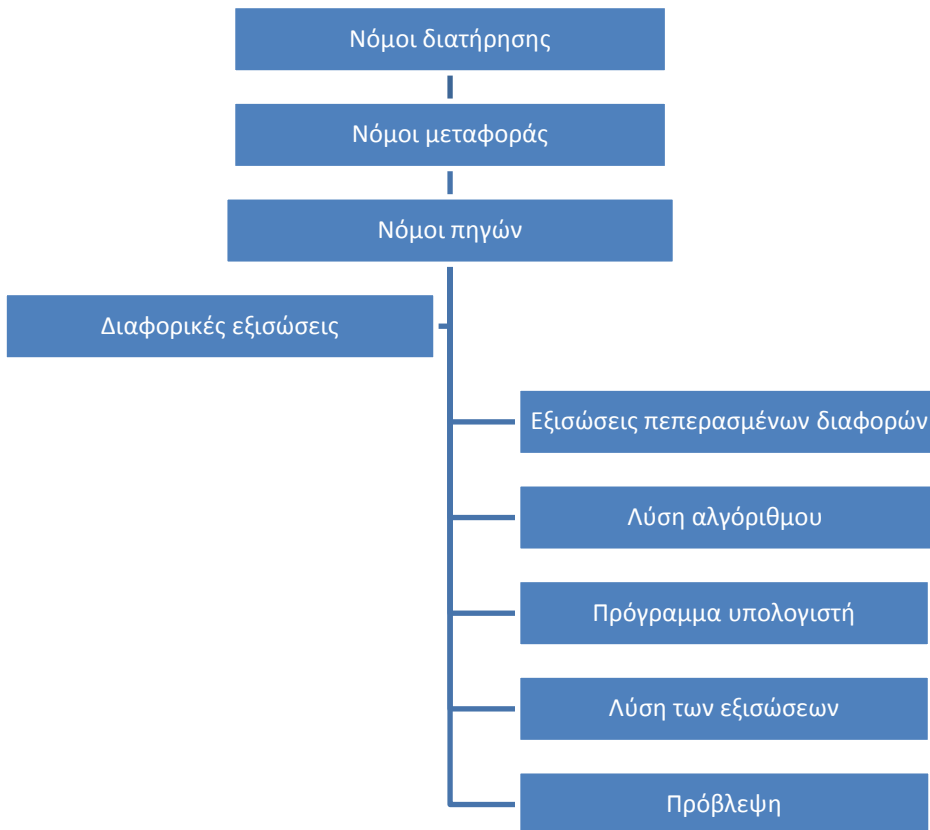 Νόμοι διατήρησης
Νόμοι μεταφοράς
Νόμοι πηγών
Διαφορικές εξισώσεις
Εξισώσεις πεπερασμένων διαφορών
Λύση αλγόριθμου
Πρόγραμμα υπολογιστή
Λύση των εξισώσεων
Πρόβλεψη